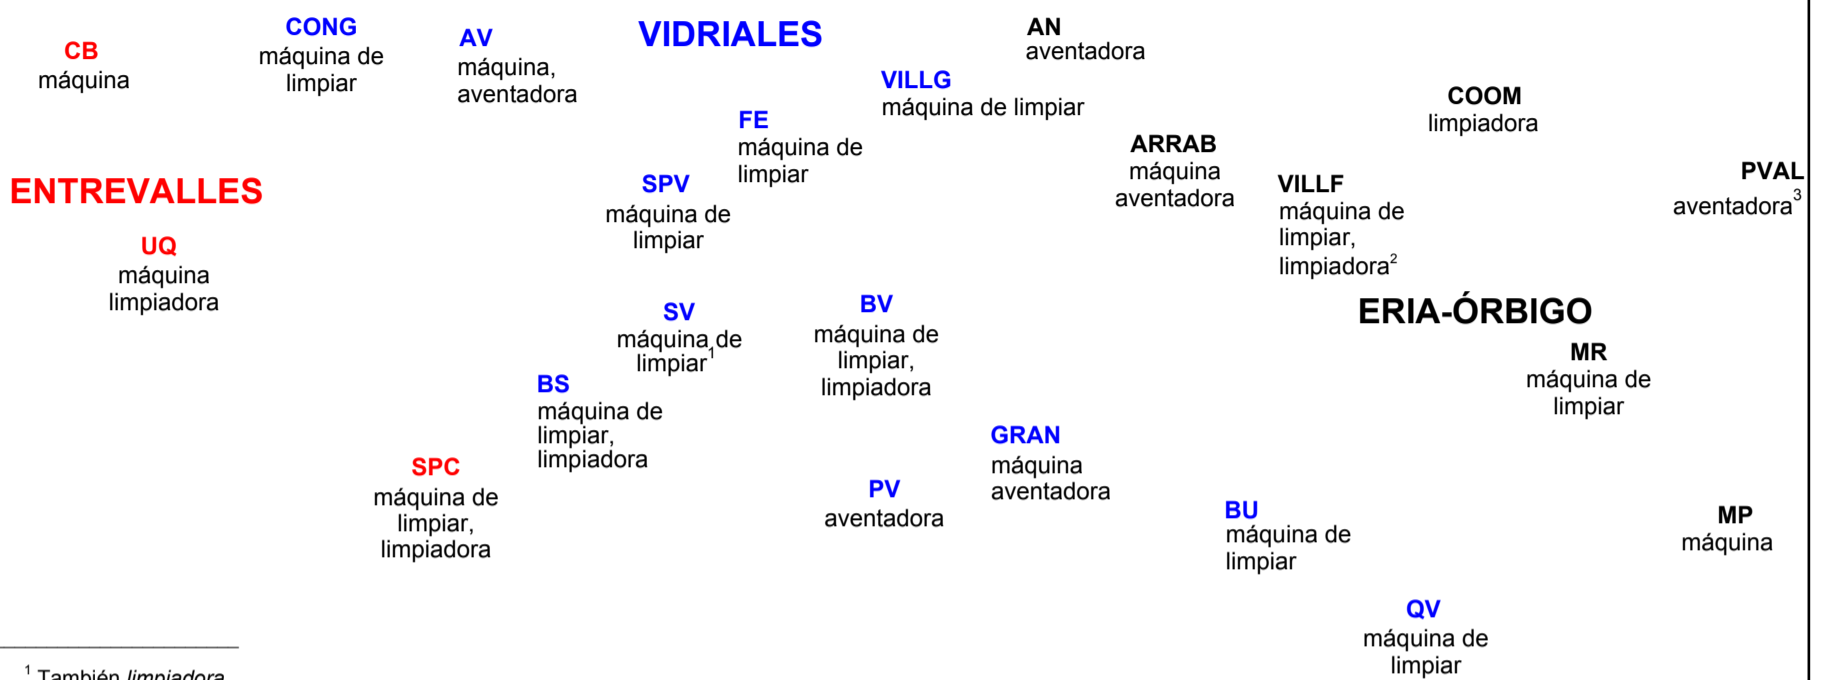 CB
máquina
CONG
máquina de
limpiar
AV
máquina,
aventadora
VIDRIALES
AN
aventadora
VILLG
máquina de limpiar
FE
máquina de
limpiar
COOM
limpiadora
ARRAB
máquina
aventadora
PVAL
aventadora³
ENTREVALLES
SPV
máquina de
limpiar
VILLF
máquina de
limpiar,
limpiadora²
UQ
máquina
limpiadora
SV
máquina de
limpiar¹
BV
máquina de
limpiar,
limpiadora
ERIA-ÓRBIGO
MR
máquina de
limpiar
BS
máquina de
limpiar,
limpiadora
GRAN
máquina
aventadora
SPC
máquina de
limpiar,
limpiadora
PV
aventadora
BU
máquina de
limpiar
MP
máquina
QV
máquina de
limpiar
¹ También limpiadora